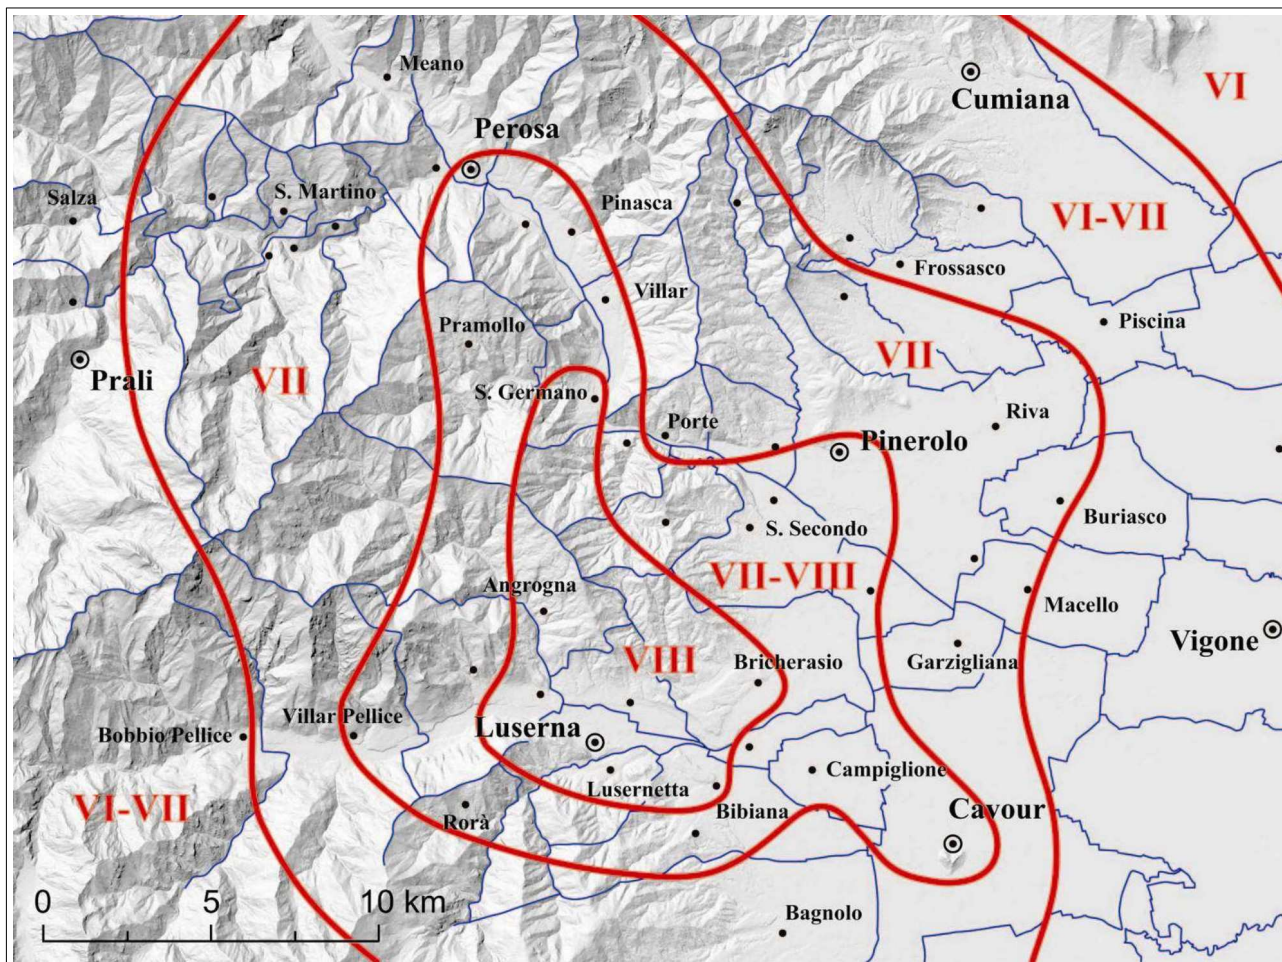 Meano
VI
Cumiana
Perosa
S. Martino
Salza
Pinasca
VI-VII
Frossasco
Villar
Piscina
Pramollo
VII
Prali
VII
S. Germano
Riva
Porte
Pinerolo
Buriasco
S. Secondo
VII-VIII
Angrogna
Macello
Vigone
VIII
Bricherasio
Garzigliana
Villar Pellice
Luserna
Bobbio Pellice
Campiglione
Lusernetta
VI-VII
Cavour
Bibiana
Rorà
0 5 10 km
Bagnolo